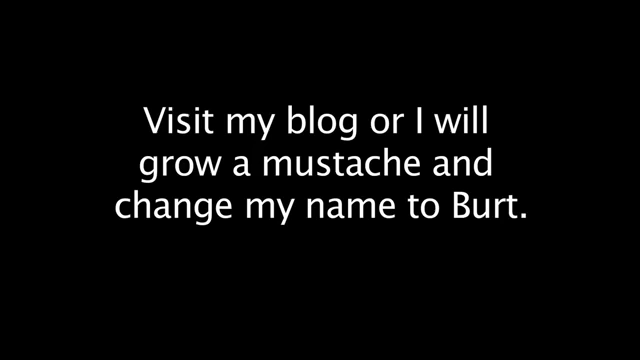 Visit my blog or I will
grow a mustache and
change my name to Burt.